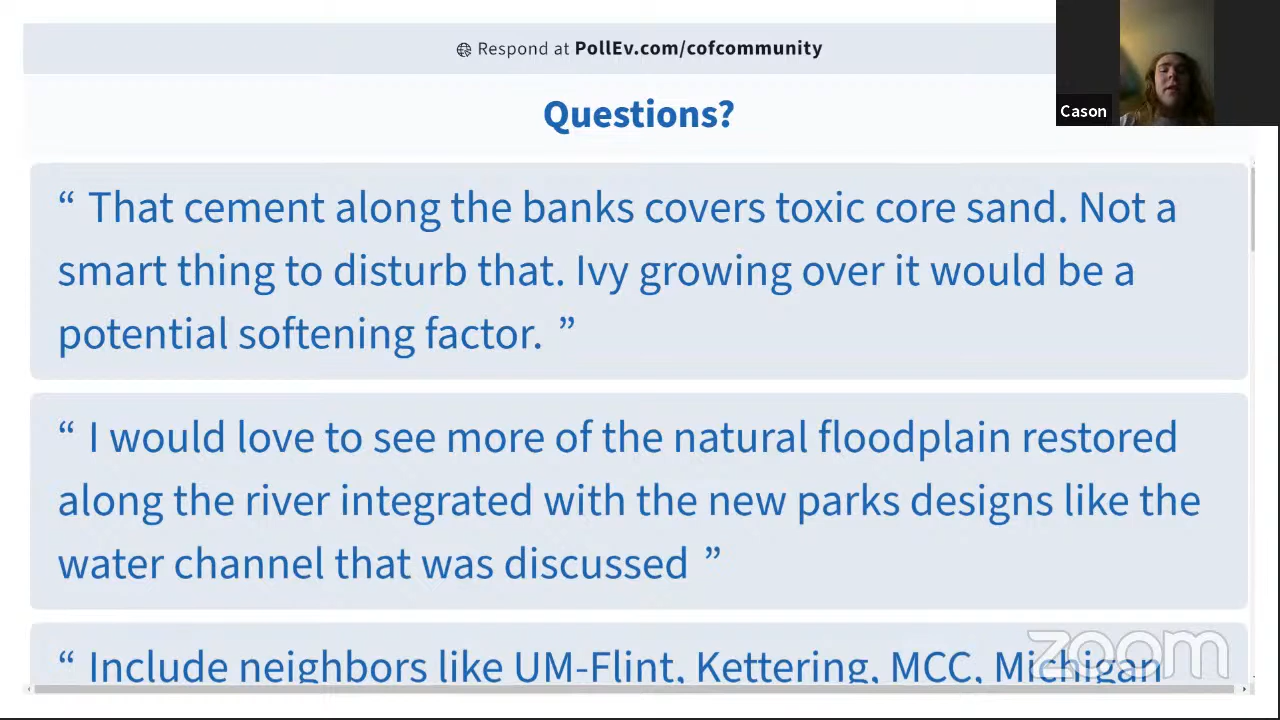 Respond at PollEv.com/cofcommunity
Cason
Questions?
“ That cement along the banks covers toxic core sand. Not a
smart thing to disturb that. Ivy growing over it would be a
potential softening factor. ”
“ I would love to see more of the natural floodplain restored
along the river integrated with the new parks designs like the
water channel that was discussed ”
“ Include neighbors like UM-Flint, Kettering, MCC, Michigan
zoom